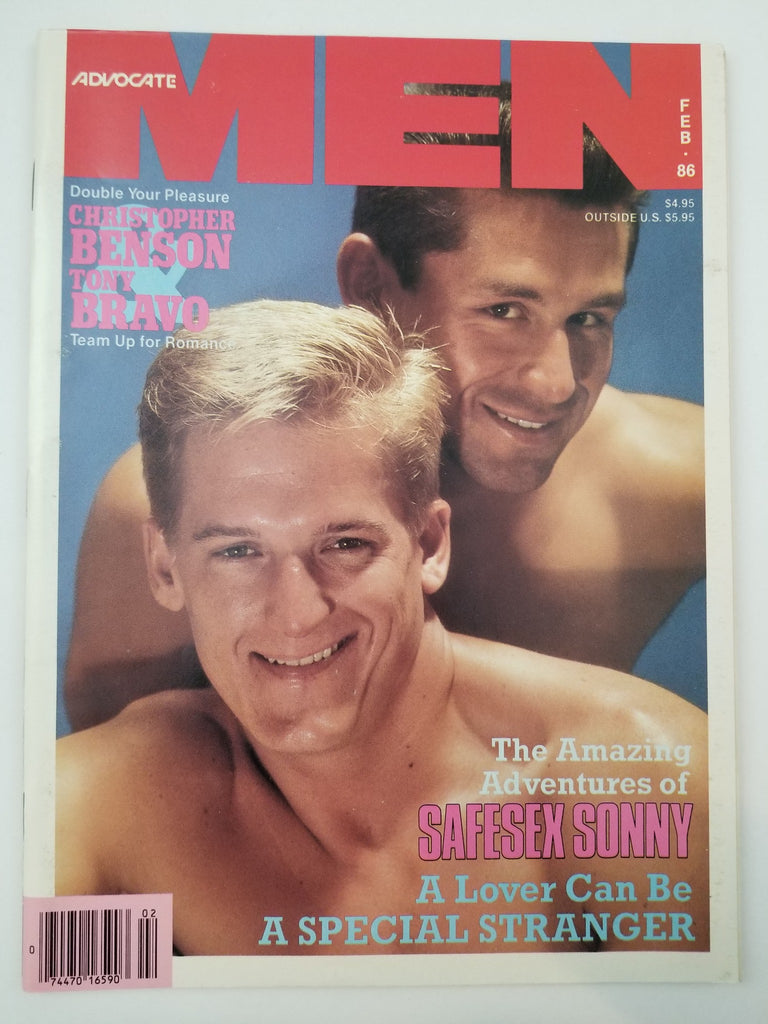 ADVOCATE
MEN
FEB. 86
$4.95
OUTSIDE U.S. $5.95
Double Your Pleasure
CHRISTOPHER
BENSON
&
TONY
BRAVO
Team Up for Romance
The Amazing
Adventures of
SAFESEX SONNY
A Lover Can Be
A SPECIAL STRANGER
02
0
74470 16590